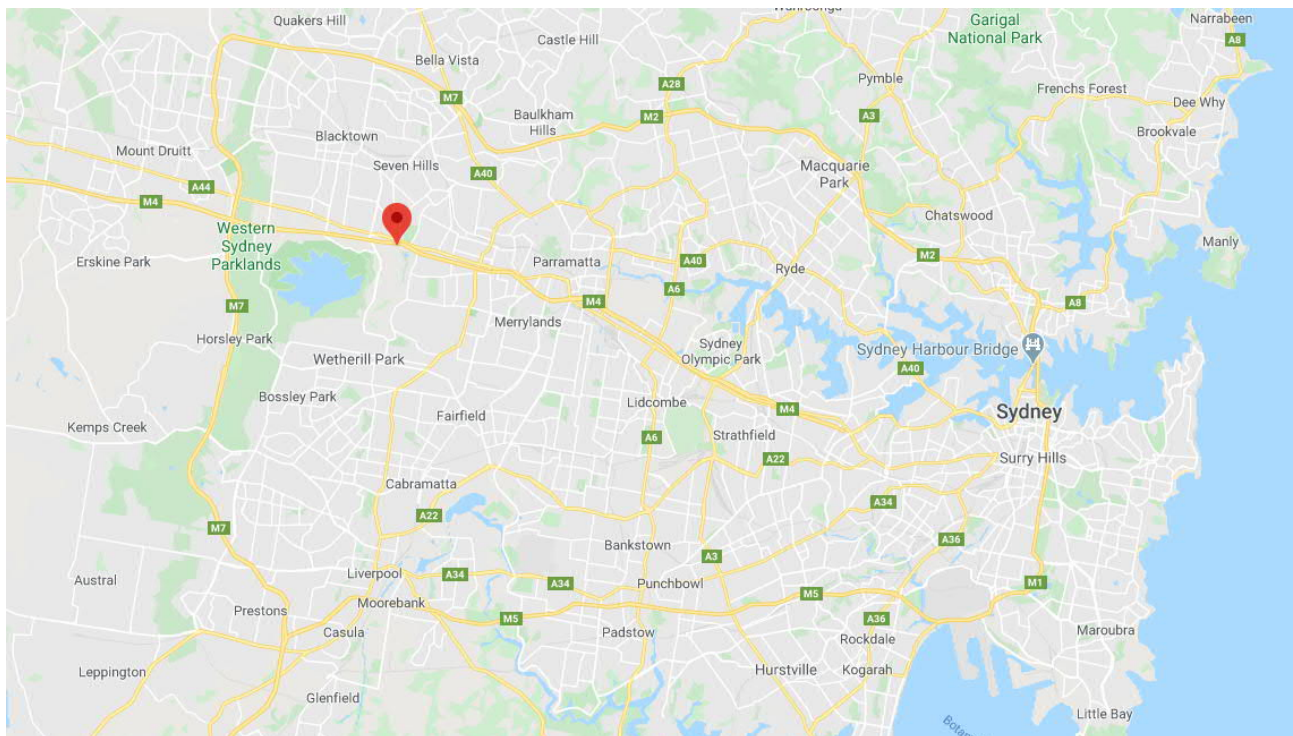 Wahroonga
Quakers Hill
Garigal
National Park
Narrabeen
Castle Hill
A8
Bella Vista
A28
Pymble
Frenchs Forest
M7
Dee Why
Baulkham
Hills
M2
A3
Blacktown
Brookvale
Mount Druitt
Seven Hills
A40
Macquarie
Park
A44
M4
Chatswood
Western
Sydney
Parklands
Manly
Erskine Park
Parramatta
A40
Ryde
M2
A6
M7
M4
A8
Merrylands
Horsley Park
Sydney
Olympic Park
Sydney Harbour Bridge
Wetherill Park
A40
Bossley Park
Lidcombe
M4
Fairfield
Sydney
Kemps Creek
A6
Strathfield
A22
Surry Hills
Cabramatta
A34
A22
M7
A36
Bankstown
A3
Austral
Liverpool
A34
A34
Punchbowl
M1
Prestons
Moorebank
M5
M5
A36
Casula
Padstow
Rockdale
Maroubra
Leppington
Hurstville
Kogarah
Glenfield
Little Bay